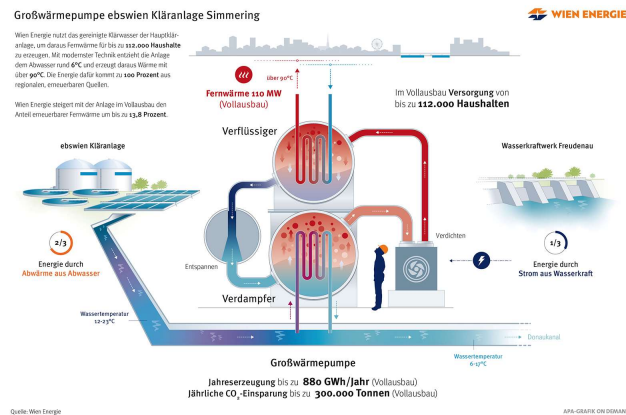 Großwärmepumpe ebswien Kläranlage Simmering
WIEN ENERGIE
Wien Energie nutzt das gereinigte Klärwasser der Hauptklär-
anlage, um daraus Fernwärme für bis zu 112.000 Haushalte
zu erzeugen. Mit modernster Technik entzieht die Anlage
dem Abwasser rund 6°C und erzeugt daraus Wärme mit
über 90°C. Die Energie dafür kommt zu 100 Prozent aus
regionalen, erneuerbaren Quellen.
Wien Energie steigert mit der Anlage im Vollausbau den
Anteil erneuerbarer Fernwärme um bis zu 13,8 Prozent.
über 90°C
Fernwärme 110 MW
(Vollausbau)
Im Vollausbau Versorgung von
bis zu 112.000 Haushalten
Verflüssiger
ebswien Kläranlage
Wasserkraftwerk Freudenau
2/3
Energie durch
Abwärme aus Abwasser
Entspannen
Verdichten
1/3
Energie durch
Strom aus Wasserkraft
Verdampfer
Wassertemperatur
12-23°C
Donaukanal
Wassertemperatur
6-17°C
Großwärmepumpe
Jahreserzeugung bis zu 880 GWh/Jahr (Vollausbau)
Jährliche CO₂-Einsparung bis zu 300.000 Tonnen (Vollausbau)
Quelle: Wien Energie
APA-GRAFIK ON DEMAN